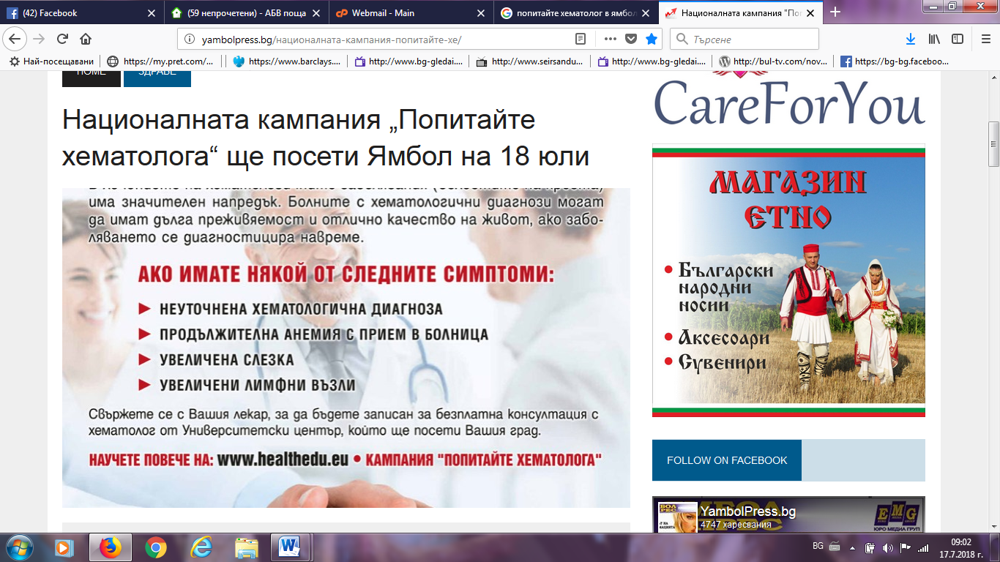 (42) Facebook
(59 непрочетени) - АБВ поща
Webmail - Main
попитайте хематолог в ямбол
Националната кампания "Поп
yambolpress.bg/националната-кампания-попитайте-хе/
Търсене
Най-посещавани
https://my.pret.com/...
https://www.barclays....
http://www.bg-gledai....
http://www.seirsandu...
http://www.bg-gledai....
http://bul-tv.com/nov...
https://bg-bg.faceboo...
HOME
ЗДРАВЕ
Националната кампания „Попитайте
хематолога“ ще посети Ямбол на 18 юли
има значителен напредък. Болните с хематологични диагнози могат
да имат дълга преживяемост и отлично качество на живот, ако забо-
ляването се диагностицира навреме.
АКО ИМАТЕ НЯКОЙ ОТ СЛЕДНИТЕ СИМПТОМИ:
НЕУТОЧНЕНА ХЕМАТОЛОГИЧНА ДИАГНОЗА
ПРОДЪЛЖИТЕЛНА АНЕМИЯ С ПРИЕМ В БОЛНИЦА
УВЕЛИЧЕНА СЛЕЗКА
УВЕЛИЧЕНИ ЛИМФНИ ВЪЗЛИ
Свържете се с Вашия лекар, за да бъдете записан за безплатна консултация с
хематолог от Университетски център, който ще посети Вашия град.
НАУЧЕТЕ ПОВЕЧЕ НА: www.healthedu.eu • КАМПАНИЯ "ПОПИТАЙТЕ ХЕМАТОЛОГА"
CareForYou
МАГАЗИН
ЕТНО
• Български
народни
носии
• Аксесоари
• Сувенири
FOLLOW ON FACEBOOK
YambolPress.bg
4747 харесвания
EMG
ЮРО МЕДИА ГРУП
BG
09:02
17.7.2018 г.